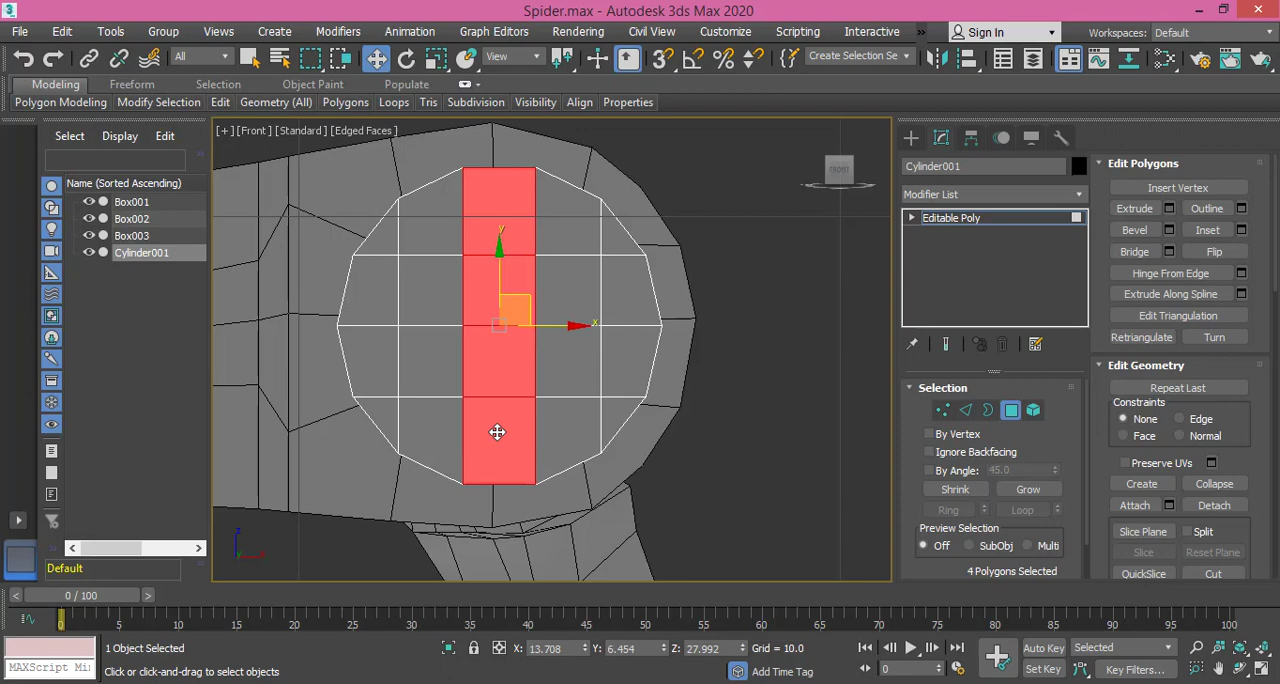 Spider.max - Autodesk 3ds Max 2020
File Edit Tools Group Views Create Modifiers Animation Graph Editors Rendering Civil View Customize Scripting Interactive Sign In Workspaces: Default
All View Create Selection Se
Modeling Freeform Selection Object Paint Populate
Polygon Modeling Modify Selection Edit Geometry (All) Polygons Loops Tris Subdivision Visibility Align Properties
Select Display Edit
[+] [Front] [Standard] [Edged Faces]
Name (Sorted Ascending)
Box001
Box002
Box003
Cylinder001
Default
FRONT
y
x
z
Cylinder001
Modifier List
Editable Poly
Selection
By Vertex
Ignore Backfacing
By Angle: 45.0
Shrink Grow
Ring Loop
Preview Selection
Off SubObj Multi
4 Polygons Selected
Edit Polygons
Insert Vertex
Extrude Outline
Bevel Inset
Bridge Flip
Hinge From Edge
Extrude Along Spline
Edit Triangulation
Retriangulate Turn
Edit Geometry
Repeat Last
Constraints
None Edge
Face Normal
Preserve UVs
Create Collapse
Attach Detach
Slice Plane Split
Slice Reset Plane
QuickSlice Cut
< 0 / 100 >
0 5 10 15 20 25 30 35 40 45 50 55 60 65 70 75 80 85 90 95 100
1 Object Selected X: 13.708 Y: 6.454 Z: 27.992 Grid = 10.0 Auto Key Selected
MAXScript Mi Click or click-and-drag to select objects Add Time Tag 0 Set Key Key Filters...